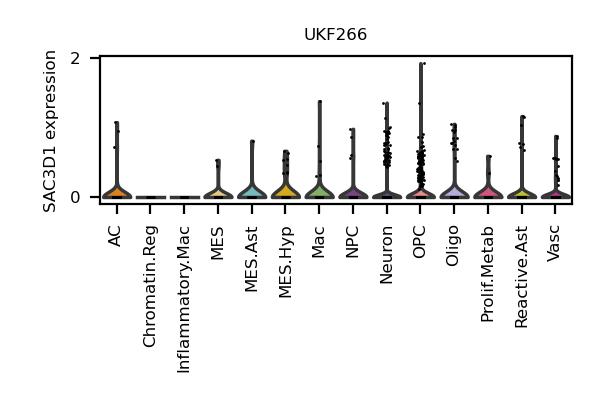 UKF266
SAC3D1 expression
2
0
AC
Chromatin.Reg
Inflammatory.Mac
MES
MES.Ast
MES.Hyp
Mac
NPC
Neuron
OPC
Oligo
Prolif.Metab
Reactive.Ast
Vasc